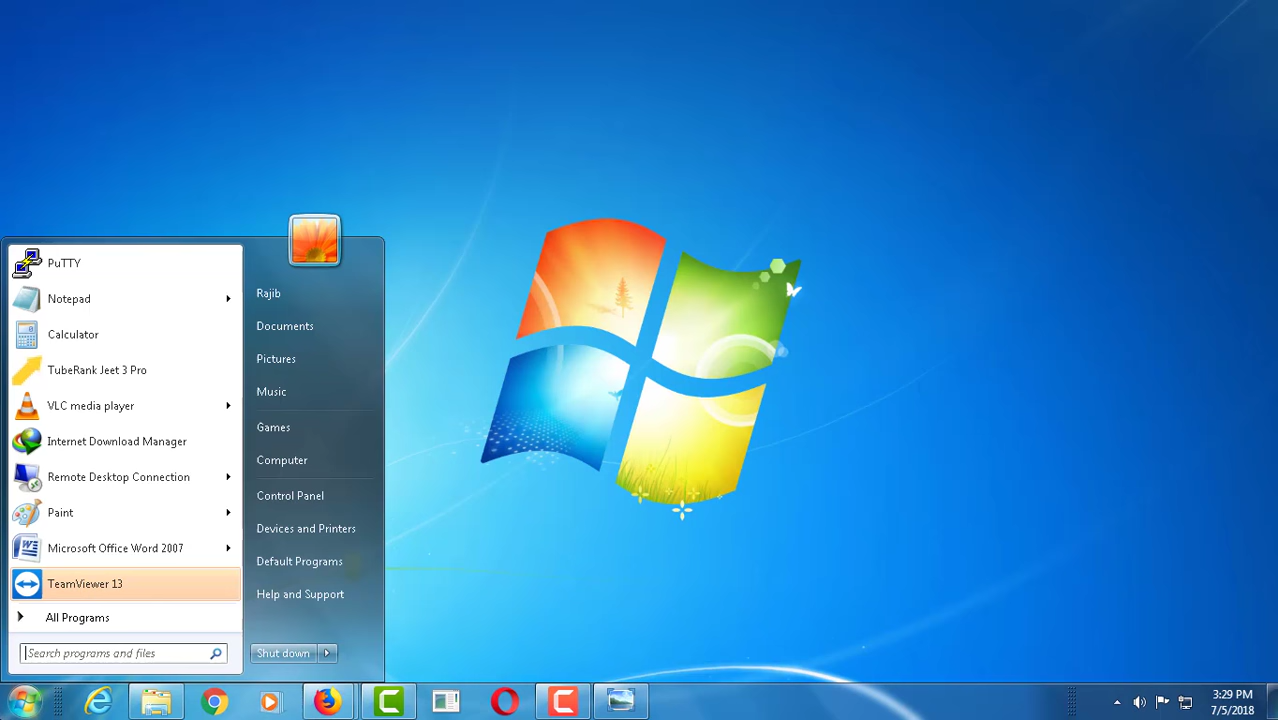 PuTTY
Notepad
Calculator
TubeRank Jeet 3 Pro
VLC media player
Internet Download Manager
Remote Desktop Connection
Paint
Microsoft Office Word 2007
TeamViewer 13
All Programs
Search programs and files
Rajib
Documents
Pictures
Music
Games
Computer
Control Panel
Devices and Printers
Default Programs
Help and Support
Shut down
3:29 PM
7/5/2018